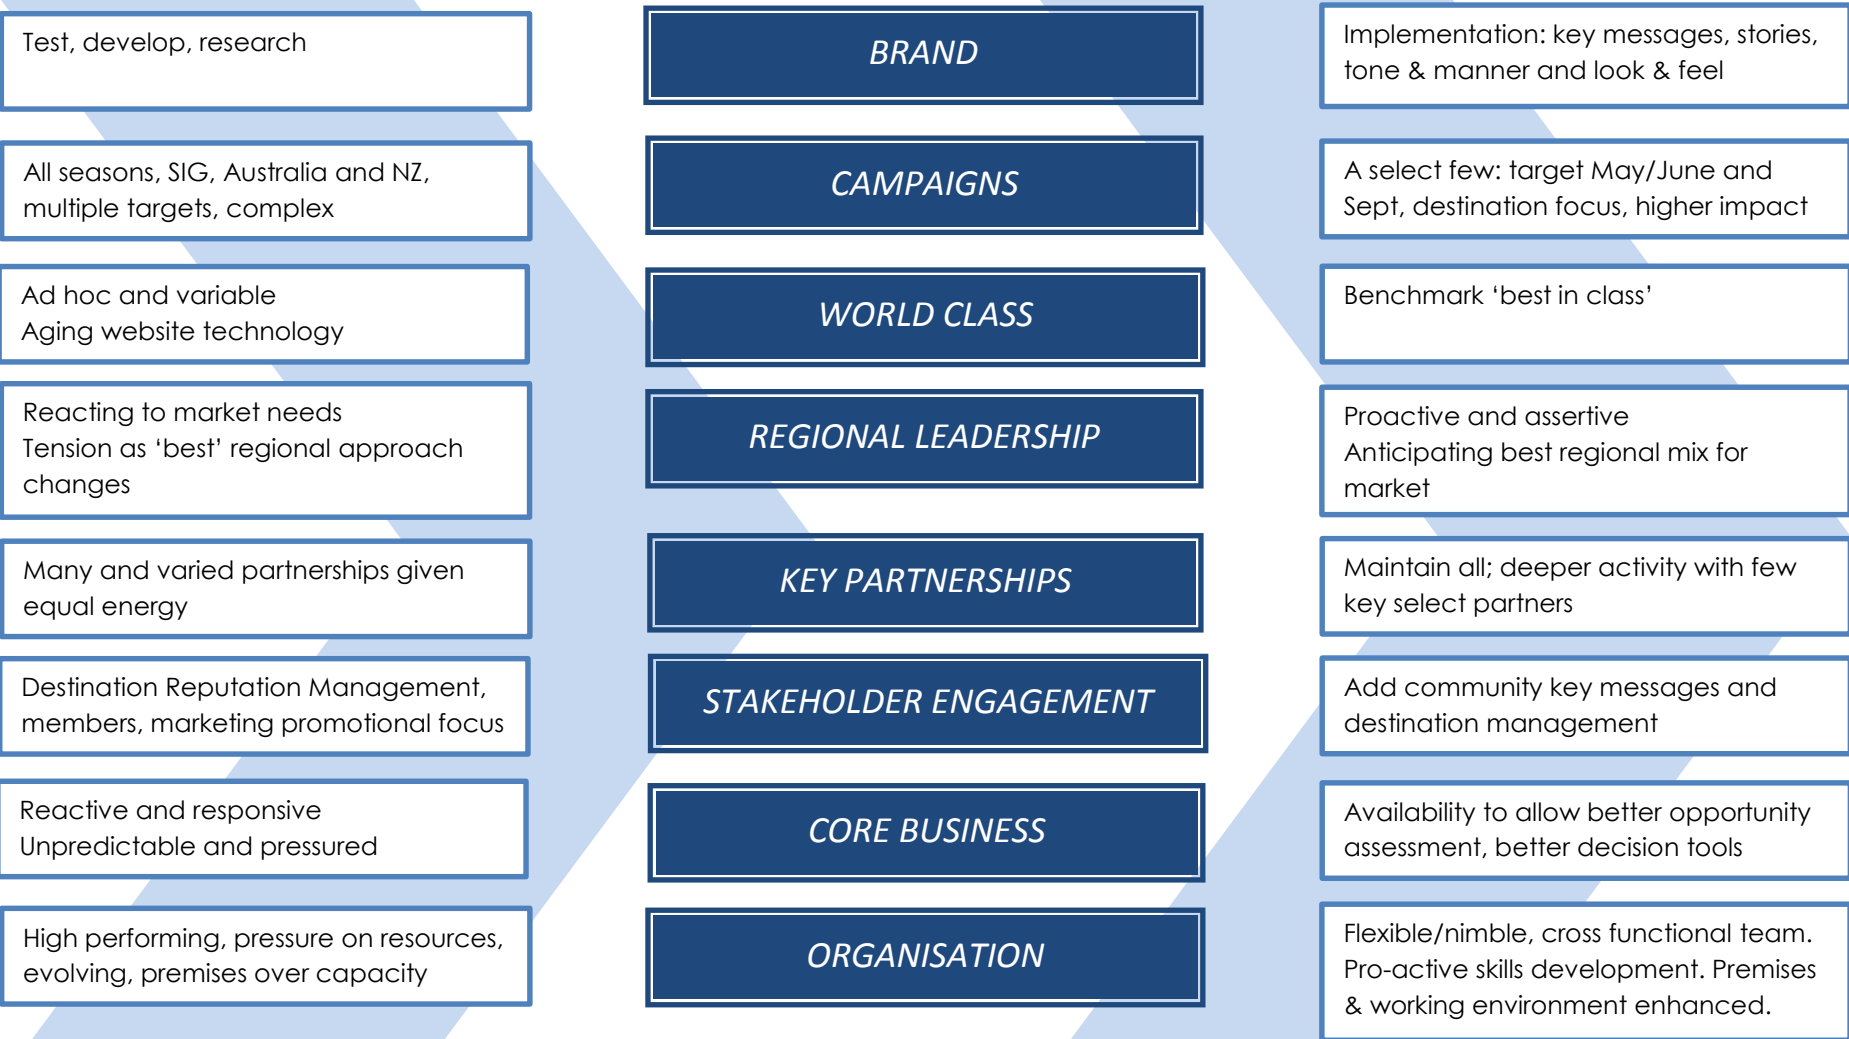 Test, develop, research
BRAND
Implementation: key messages, stories,
tone & manner and look & feel
All seasons, SIG, Australia and NZ,
multiple targets, complex
CAMPAIGNS
A select few: target May/June and
Sept, destination focus, higher impact
Ad hoc and variable
Aging website technology
WORLD CLASS
Benchmark ‘best in class’
Reacting to market needs
Tension as ‘best’ regional approach
changes
REGIONAL LEADERSHIP
Proactive and assertive
Anticipating best regional mix for
market
Many and varied partnerships given
equal energy
KEY PARTNERSHIPS
Maintain all; deeper activity with few
key select partners
Destination Reputation Management,
members, marketing promotional focus
STAKEHOLDER ENGAGEMENT
Add community key messages and
destination management
Reactive and responsive
Unpredictable and pressured
CORE BUSINESS
Availability to allow better opportunity
assessment, better decision tools
High performing, pressure on resources,
evolving, premises over capacity
ORGANISATION
Flexible/nimble, cross functional team.
Pro-active skills development. Premises
& working environment enhanced.